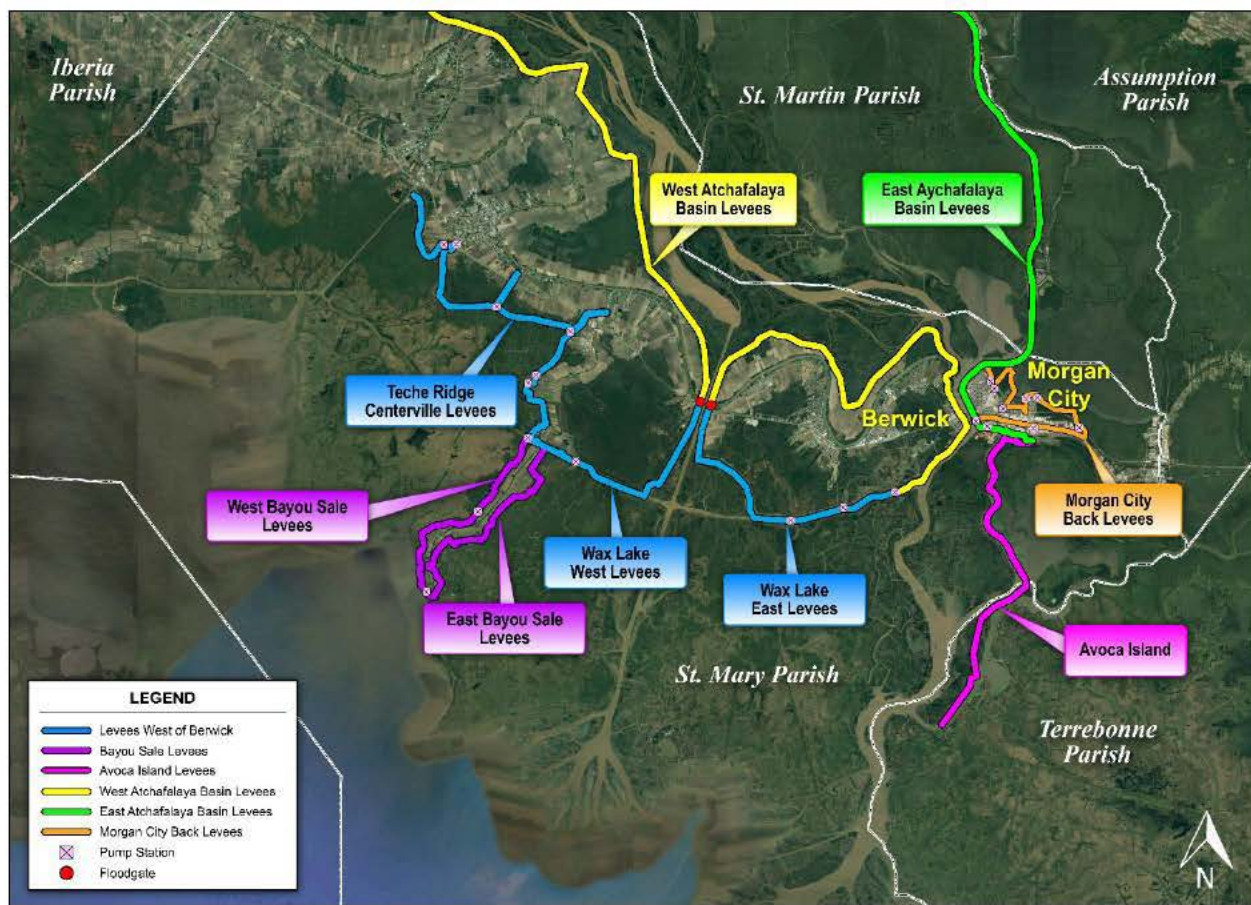 Iberia
Parish
St. Martin Parish
Assumption
Parish
West Atchafalaya
Basin Levees
East Aychafalaya
Basin Levees
Teche Ridge
Centerville Levees
Morgan
City
Berwick
West Bayou Sale
Levees
Wax Lake
West Levees
Wax Lake
East Levees
Morgan City
Back Levees
East Bayou Sale
Levees
Avoca Island
St. Mary Parish
Terrebonne
Parish
LEGEND
Levees West of Berwick
Bayou Sale Levees
Avoca Island Levees
West Atchafalaya Basin Levees
East Atchafalaya Basin Levees
Morgan City Back Levees
Pump Station
Floodgate
N